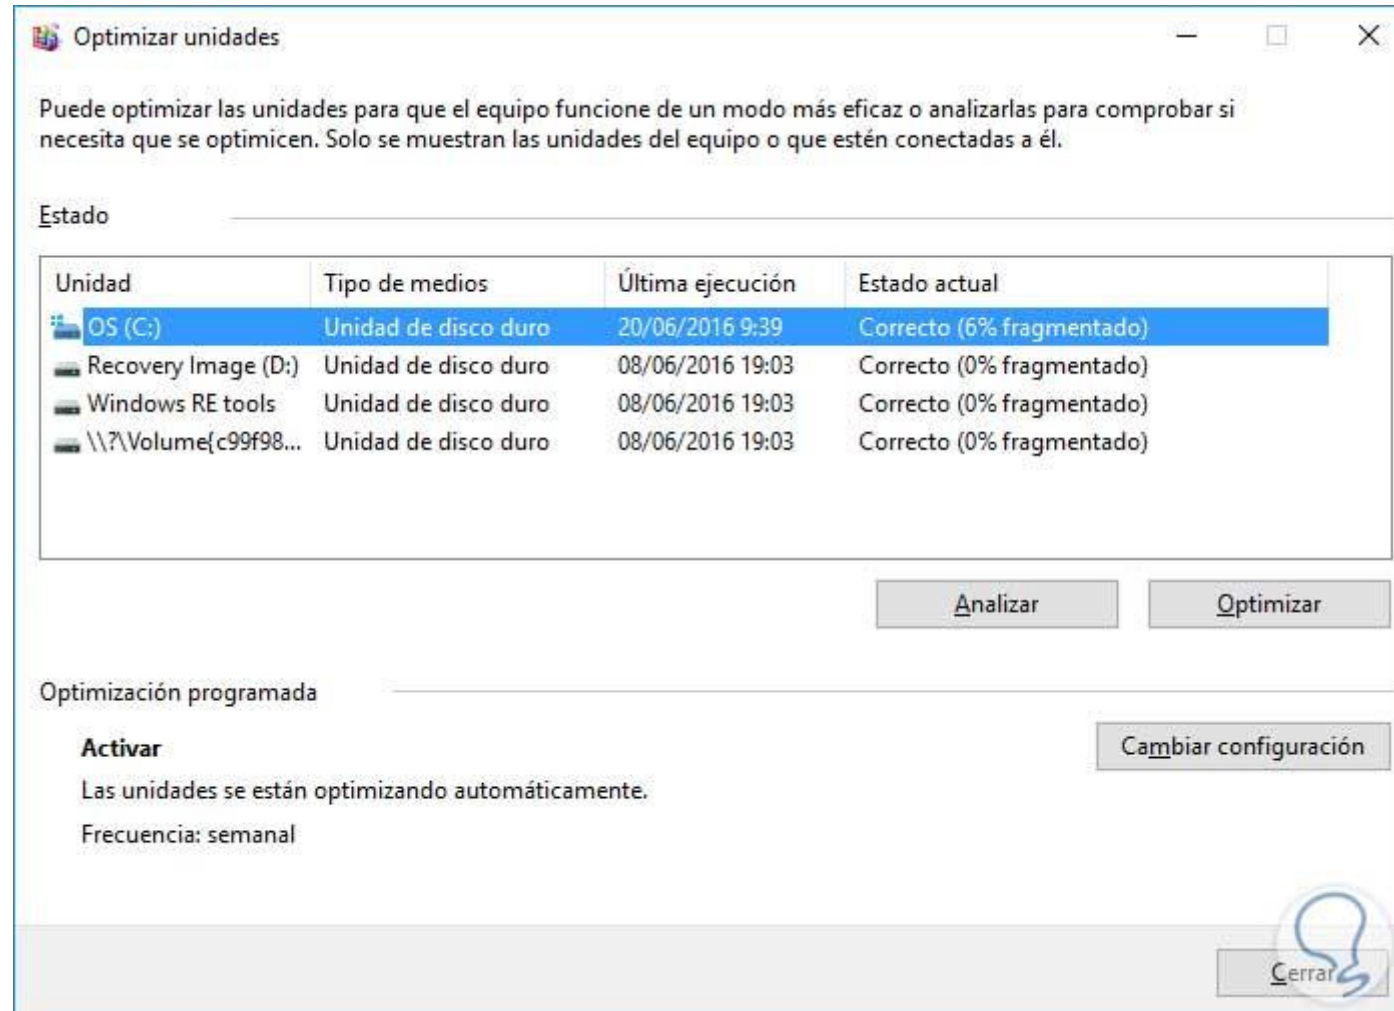 Optimizar unidades
Puede optimizar las unidades para que el equipo funcione de un modo más eficaz o analizarlas para comprobar si
necesita que se optimicen. Solo se muestran las unidades del equipo o que estén conectadas a él.
Estado
Unidad Tipo de medios Última ejecución Estado actual
OS (C:) Unidad de disco duro 20/06/2016 9:39 Correcto (6% fragmentado)
Recovery Image (D:) Unidad de disco duro 08/06/2016 19:03 Correcto (0% fragmentado)
Windows RE tools Unidad de disco duro 08/06/2016 19:03 Correcto (0% fragmentado)
\\?\Volume{c99f98... Unidad de disco duro 08/06/2016 19:03 Correcto (0% fragmentado)
Analizar Optimizar
Optimización programada
Activar Cambiar configuración
Las unidades se están optimizando automáticamente.
Frecuencia: semanal
Cerrar